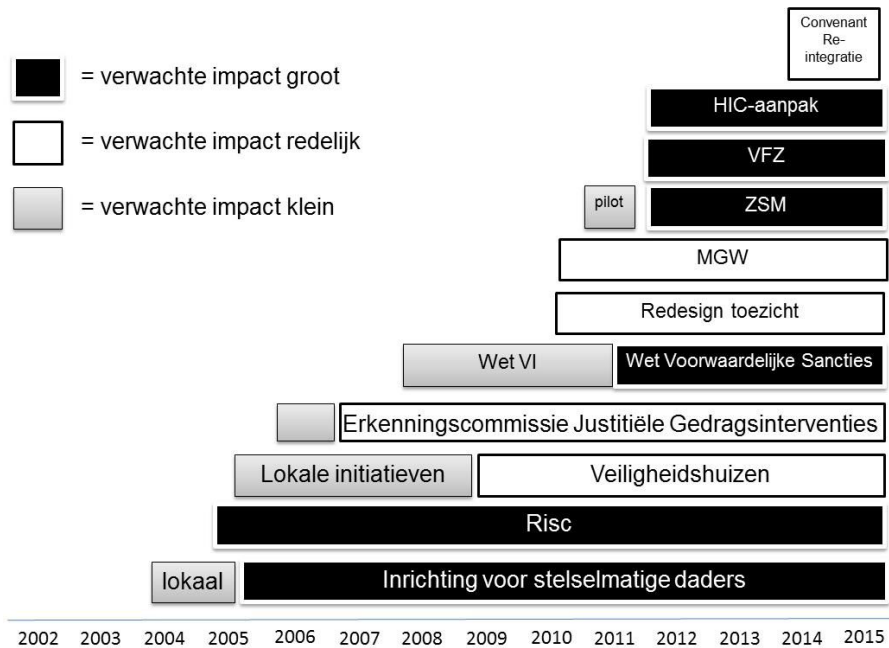 Convenant
Re-
integratie
= verwachte impact groot
HIC-aanpak
= verwachte impact redelijk
VFZ
= verwachte impact klein
pilot
ZSM
MGW
Redesign toezicht
Wet VI
Wet Voorwaardelijke Sancties
Erkenningscommissie Justitiële Gedragsinterventies
Lokale initiatieven
Veiligheidshuizen
Risc
lokaal
Inrichting voor stelselmatige daders
2002 2003 2004 2005 2006 2007 2008 2009 2010 2011 2012 2013 2014 2015